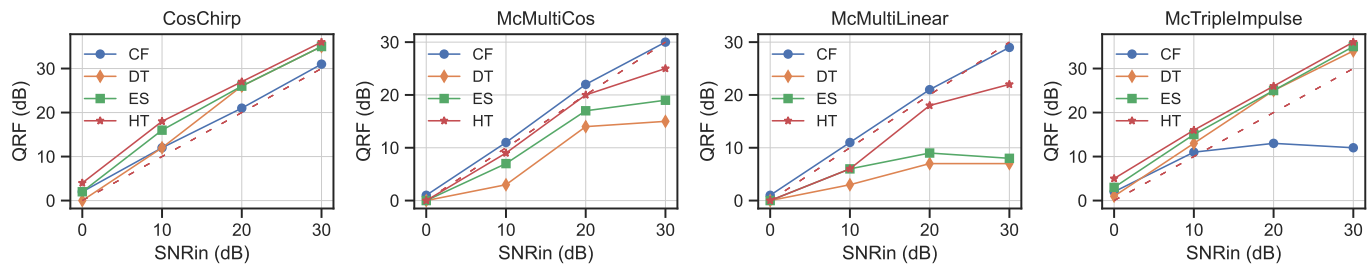 CosChirp
QRF (dB)
30
20
10
0
CF
DT
ES
HT
0 10 20 30
SNRin (dB)
McMultiCos
QRF (dB)
30
20
10
0
CF
DT
ES
HT
0 10 20 30
SNRin (dB)
McMultiLinear
QRF (dB)
30
20
10
0
CF
DT
ES
HT
0 10 20 30
SNRin (dB)
McTripleImpulse
QRF (dB)
30
20
10
0
CF
DT
ES
HT
0 10 20 30
SNRin (dB)